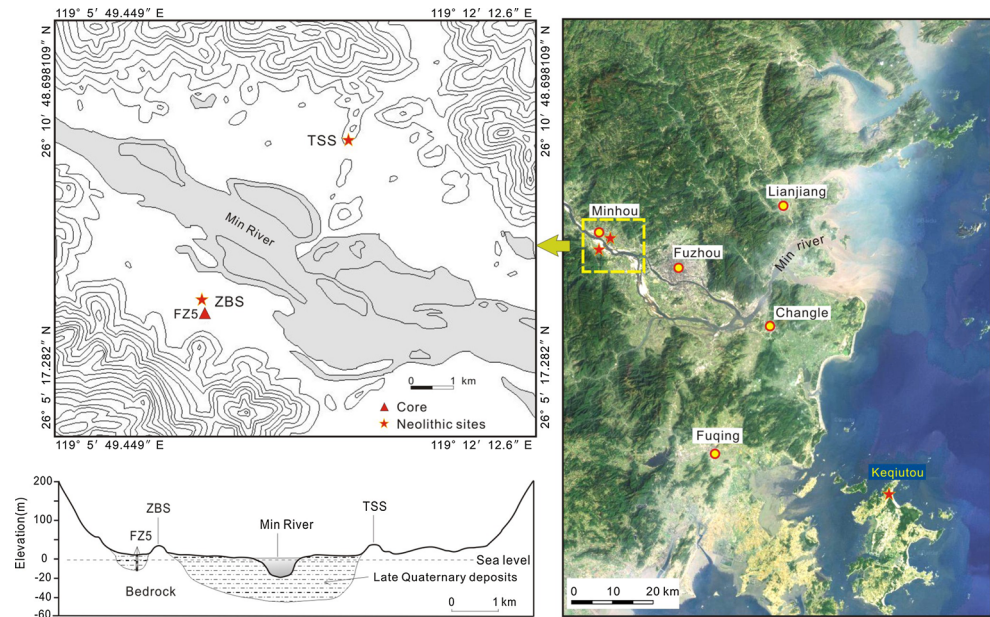 119° 5′ 49.449″ E
119° 12′ 12.6″ E
26° 10′ 48.698109″ N
26° 10′ 48.698109″ N
TSS
Min River
ZBS
FZ5
26° 5′ 17.282″ N
26° 5′ 17.282″ N
0 1 km
Core
Neolithic sites
119° 5′ 49.449″ E
119° 12′ 12.6″ E
Lianjiang
Minhou
Min river
Fuzhou
Changle
Fuqing
Keqiutou
0 10 20 km
Elevation(m)
200
100
0
-20
-40
-60
ZBS
FZ5
Min River
TSS
Sea level
Late Quaternary deposits
Bedrock
0 1 km